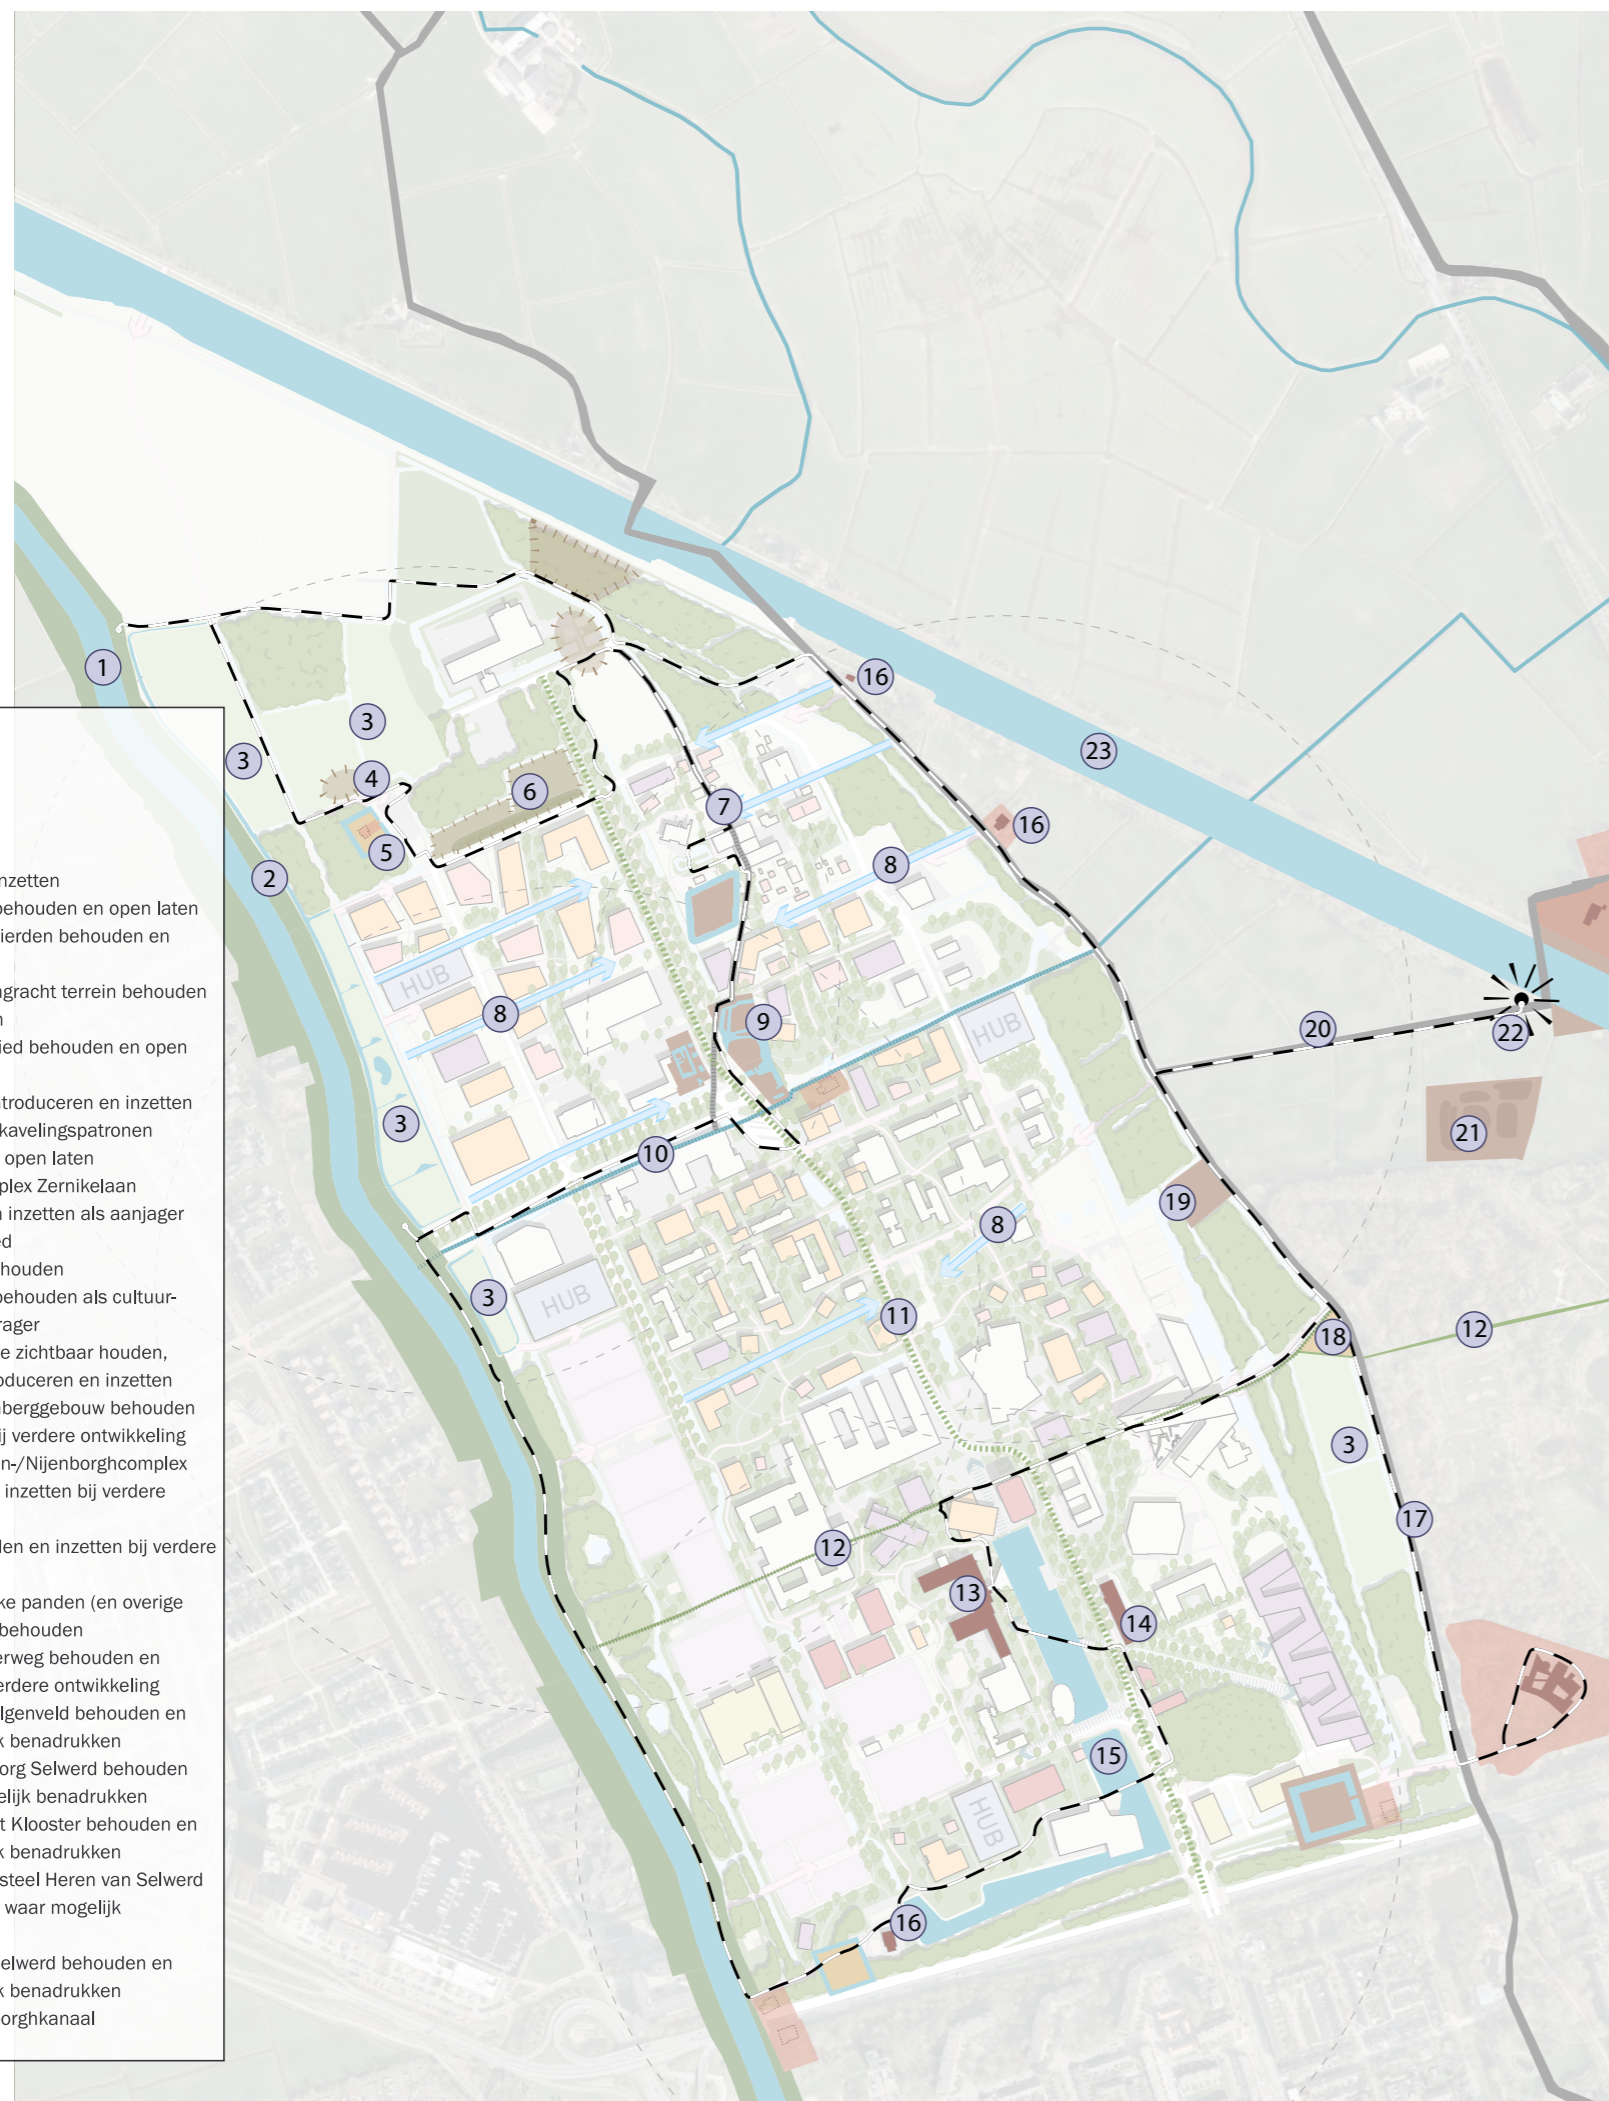 1
2
3
3
4
5
6
7
8
16
16
23
HUB
8
9
HUB
20
22
21
3
10
19
8
3
HUB
11
18
12
3
17
12
13
14
15
HUB
16
nzetten
behouden en open laten
ierden behouden en
ngracht terrein behouden
n
ied behouden en open
ntroduceren en inzetten
kavelingspatronen
open laten
plex Zernikelaan
n inzetten als aanjager
ed
houden
behouden als cultuur-
rager
e zichtbaar houden,
oduceren en inzetten
nberggebouw behouden
ij verdere ontwikkeling
n-/Nijenborghcomplex
inzetten bij verdere
den en inzetten bij verdere
ke panden (en overige
behouden
erweg behouden en
erdere ontwikkeling
lgenveld behouden en
k benadrukken
org Selwerd behouden
elijk benadrukken
t Klooster behouden en
k benadrukken
steel Heren van Selwerd
waar mogelijk
elwerd behouden en
k benadrukken
orghkanaal